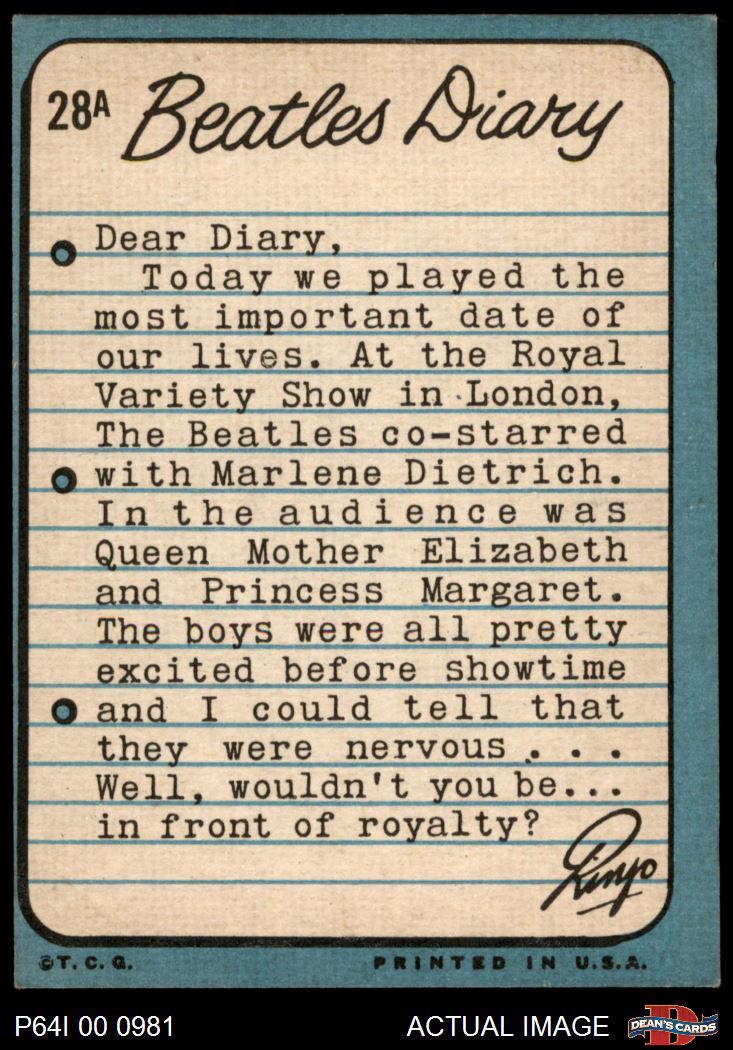 28A Beatles Diary
Dear Diary,
Today we played the
most important date of
our lives. At the Royal
Variety Show in London,
The Beatles co-starred
with Marlene Dietrich.
In the audience was
Queen Mother Elizabeth
and Princess Margaret.
The boys were all pretty
excited before showtime
and I could tell that
they were nervous . . .
Well, wouldn't you be...
in front of royalty?
Ringo
©T. C. G. PRINTED IN U.S.A.
P64I 00 0981 ACTUAL IMAGE D DEAN'S CARDS